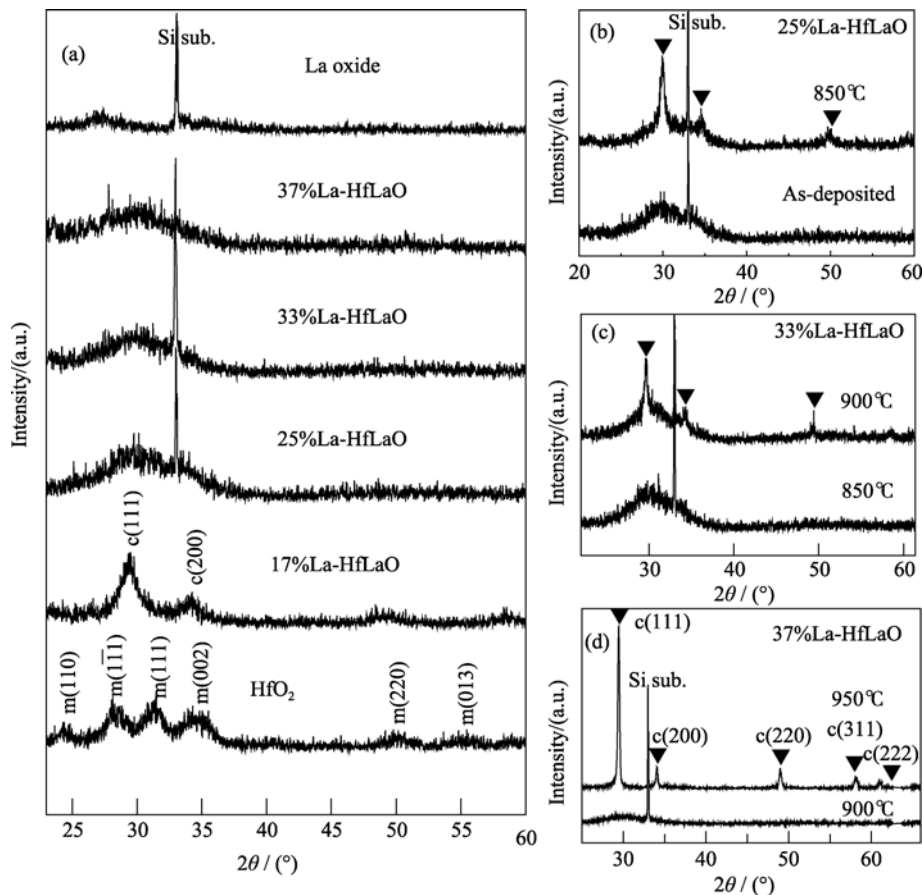 (a)
Si sub.
La oxide
37%La-HfLaO
33%La-HfLaO
25%La-HfLaO
c(111)
c(200)
17%La-HfLaO
m(110)
m(1̅11)
m(111)
m(002)
HfO₂
m(220)
m(013)
Intensity/(a.u.)
25 30 35 40 45 50 55 60
2θ / (°)
(b)
Si sub.
25%La-HfLaO
850℃
As-deposited
Intensity/(a.u.)
20 30 40 50 60
2θ / (°)
(c)
33%La-HfLaO
900℃
850℃
Intensity/(a.u.)
30 40 50 60
2θ / (°)
(d)
c(111)
37%La-HfLaO
Si sub.
950℃
c(200)
c(220)
c(311)
c(222)
900℃
Intensity/(a.u.)
30 40 50 60
2θ / (°)